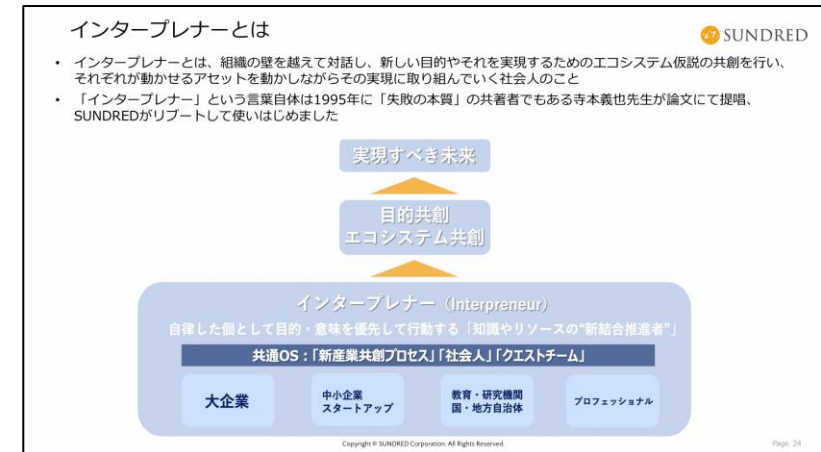 インタープレナーとは
SUNDRED
• インタープレナーとは、組織の壁を越えて対話し、新しい目的やそれを実現するためのエコシステム仮説の共創を行い、
それぞれが動かせるアセットを動かしながらその実現に取り組んでいく社会人のこと
• 「インタープレナー」という言葉自体は1995年に「失敗の本質」の共著者でもある寺本義也先生が論文にて提唱、
SUNDREDがリブートして使いはじめました
実現すべき未来
目的共創
エコシステム共創
インタープレナー（Interpreneur）
自律した個として目的・意味を優先して行動する「知識やリソースの“新結合推進者”」
共通OS：「新産業共創プロセス」「社会人」「クエストチーム」
大企業
中小企業
スタートアップ
教育・研究機関
国・地方自治体
プロフェッショナル
Copyright © SUNDRED Corporation. All Rights Reserved.
Page. 24